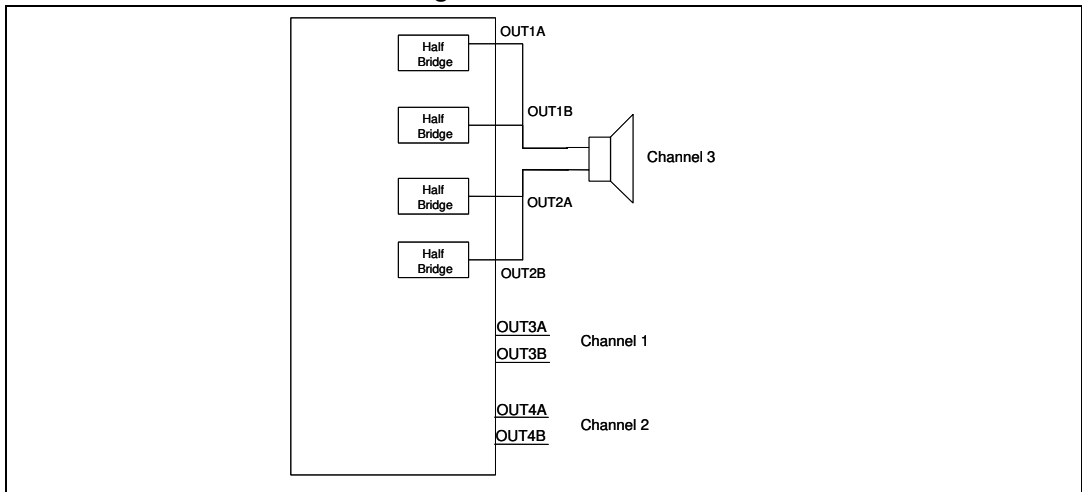 OUT1A
Half
Bridge
OUT1B
Half
Bridge
Channel 3
Half
Bridge
OUT2A
Half
Bridge
OUT2B
OUT3A
Channel 1
OUT3B
OUT4A
Channel 2
OUT4B